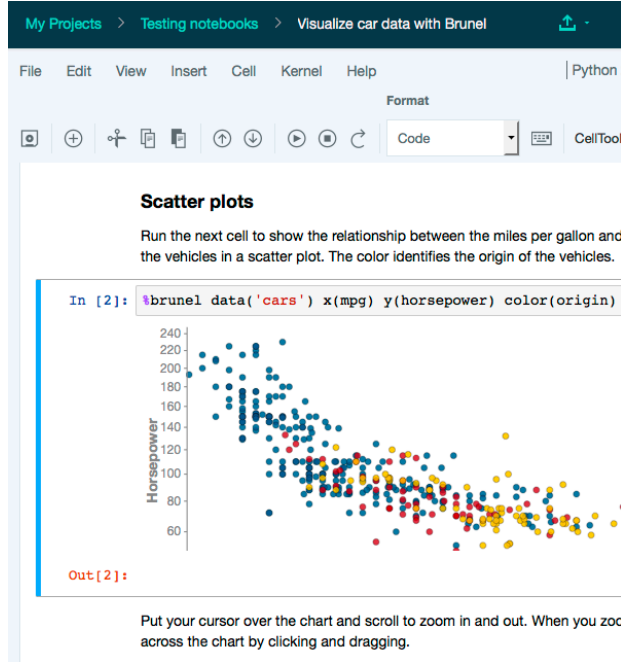 My Projects > Testing notebooks > Visualize car data with Brunel
File Edit View Insert Cell Kernel Help | Python
Format
Code CellTool
Scatter plots
Run the next cell to show the relationship between the miles per gallon and
the vehicles in a scatter plot. The color identifies the origin of the vehicles.
In [2]: %brunel data('cars') x(mpg) y(horsepower) color(origin)
240
220
200
180
160
140
120
100
80
60
Horsepower
Out[2]:
Put your cursor over the chart and scroll to zoom in and out. When you zoo
across the chart by clicking and dragging.